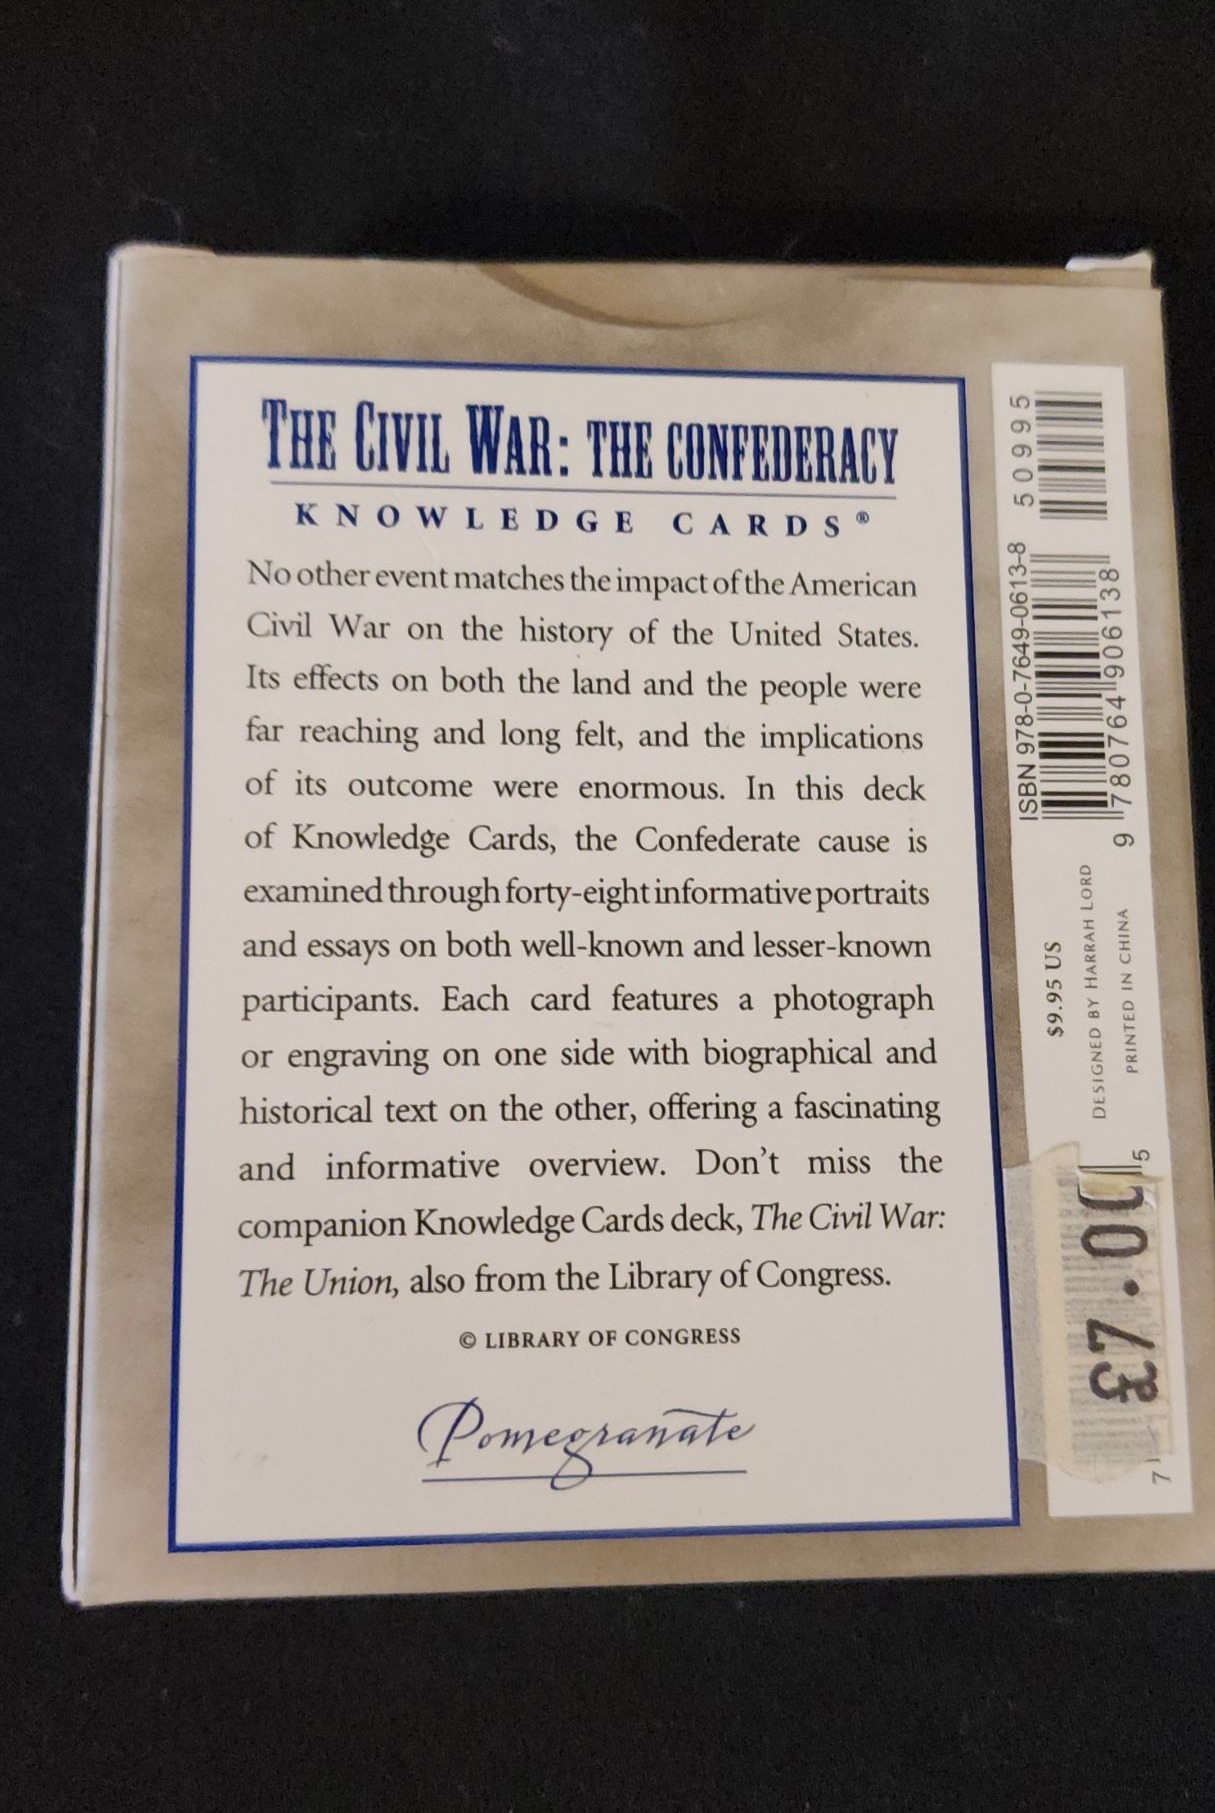 THE CIVIL WAR: THE CONFEDERACY
KNOWLEDGE CARDS®
No other event matches the impact of the American
Civil War on the history of the United States.
Its effects on both the land and the people were
far reaching and long felt, and the implications
of its outcome were enormous. In this deck
of Knowledge Cards, the Confederate cause is
examined through forty-eight informative portraits
and essays on both well-known and lesser-known
participants. Each card features a photograph
or engraving on one side with biographical and
historical text on the other, offering a fascinating
and informative overview. Don't miss the
companion Knowledge Cards deck, The Civil War:
The Union, also from the Library of Congress.
© LIBRARY OF CONGRESS
Pomegranate
50995
ISBN 978-0-7649-0613-8
9 780764 906138
$9.95 US
DESIGNED BY HARRAH LORD
PRINTED IN CHINA
£7.00
7
5